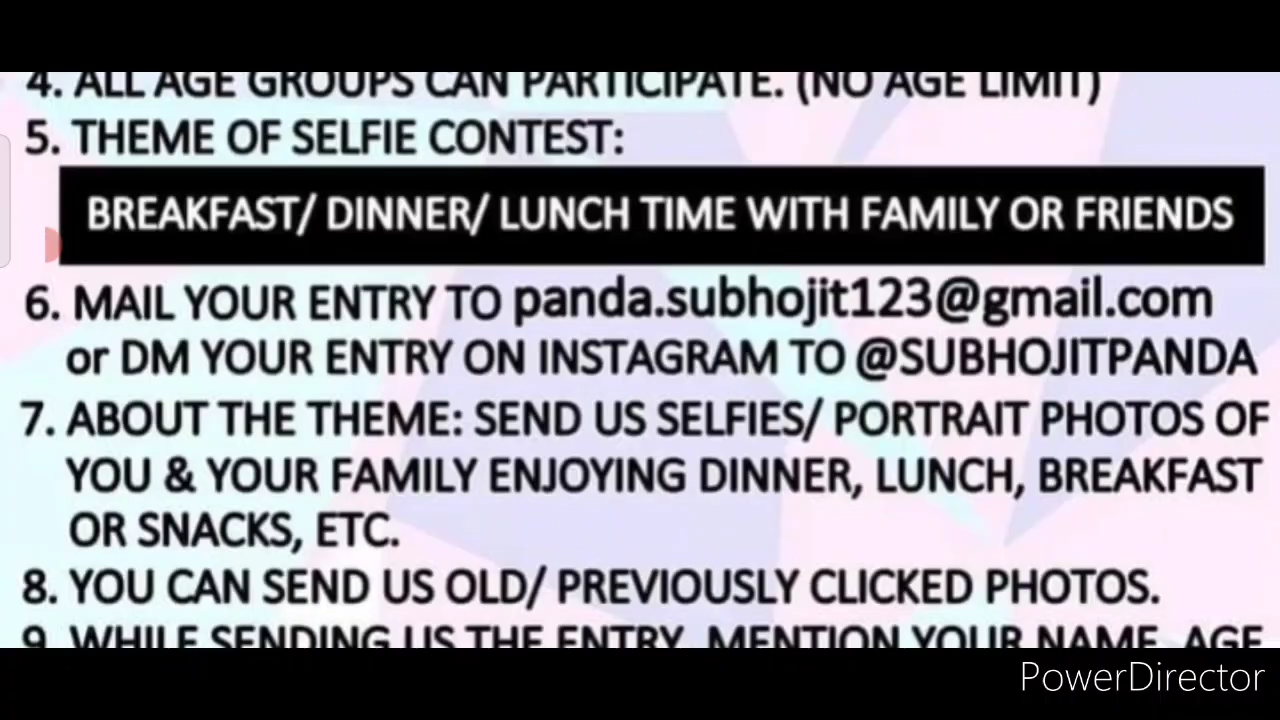 4. ALL AGE GROUPS CAN PARTICIPATE. (NO AGE LIMIT)
5. THEME OF SELFIE CONTEST:
BREAKFAST/ DINNER/ LUNCH TIME WITH FAMILY OR FRIENDS
6. MAIL YOUR ENTRY TO panda.subhojit123@gmail.com
or DM YOUR ENTRY ON INSTAGRAM TO @SUBHOJITPANDA
7. ABOUT THE THEME: SEND US SELFIES/ PORTRAIT PHOTOS OF
YOU & YOUR FAMILY ENJOYING DINNER, LUNCH, BREAKFAST
OR SNACKS, ETC.
8. YOU CAN SEND US OLD/ PREVIOUSLY CLICKED PHOTOS.
9. WHILE SENDING US THE ENTRY, MENTION YOUR NAME, AGE
PowerDirector